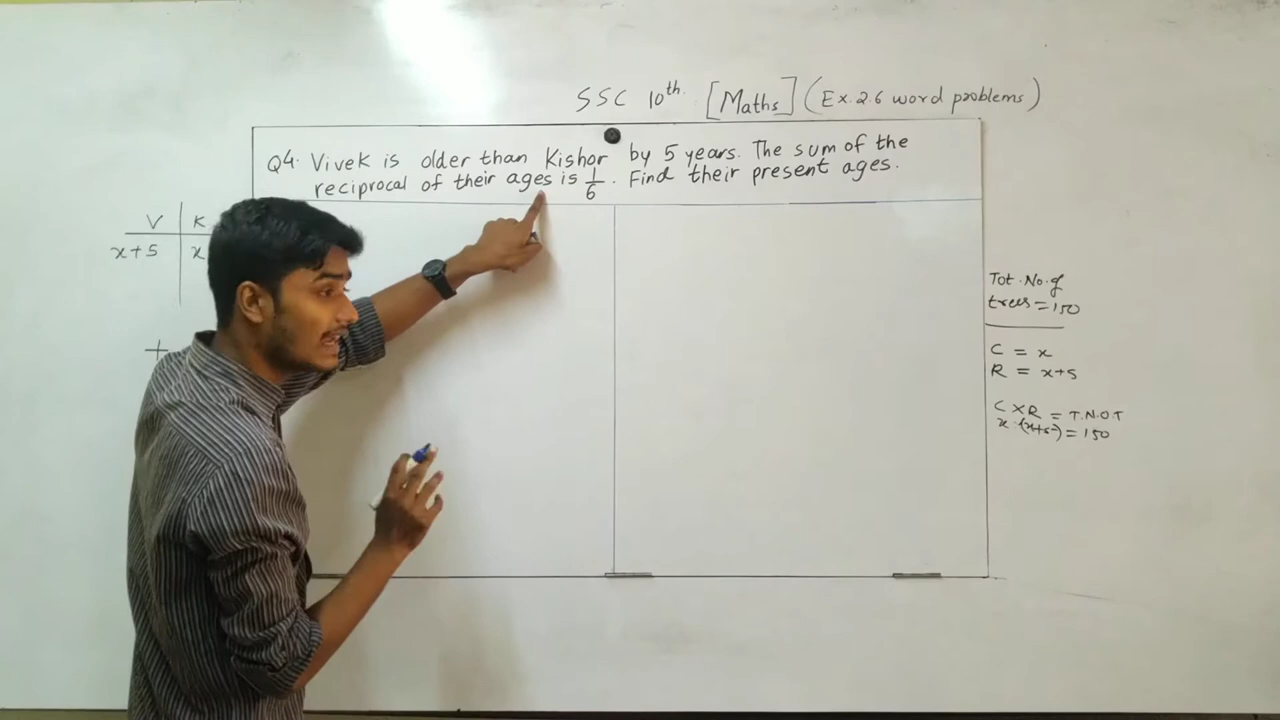 SSC 10th. [Maths] (Ex. 2.6 word problems)
Q4. Vivek is older than Kishor by 5 years. The sum of the
reciprocal of their ages is 1/6. Find their present ages.
V | K
x+5 | x
+
Tot. No. of
trees = 150
C = x
R = x+5
C x R = T.N.O.T
x (x+5) = 150